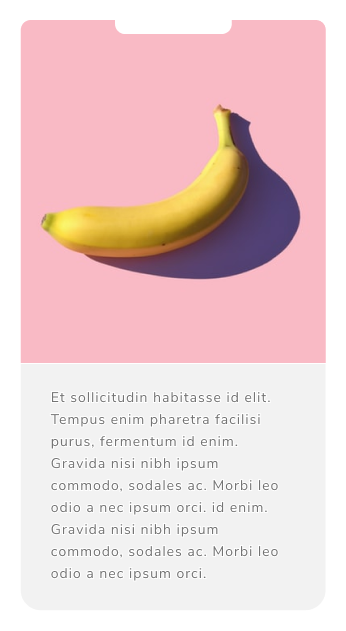 Et sollicitudin habitasse id elit.
Tempus enim pharetra facilisi
purus, fermentum id enim.
Gravida nisi nibh ipsum
commodo, sodales ac. Morbi leo
odio a nec ipsum orci. id enim.
Gravida nisi nibh ipsum
commodo, sodales ac. Morbi leo
odio a nec ipsum orci.